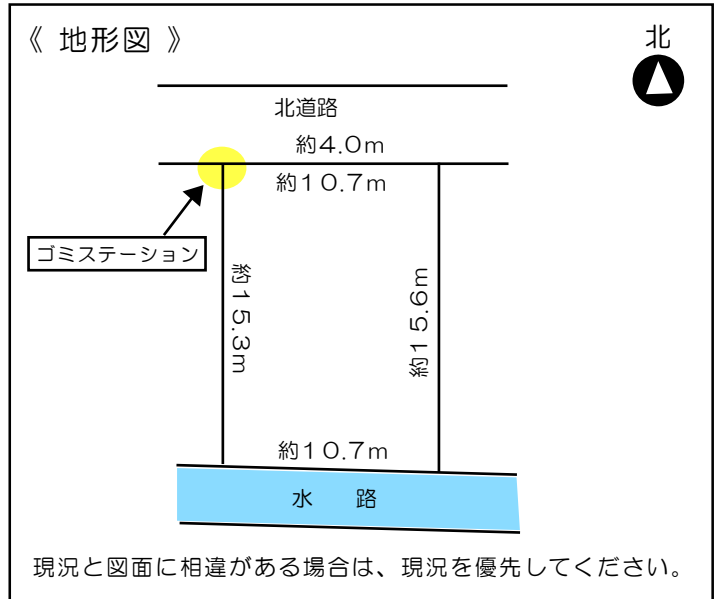 《 地形図 》
北
北道路
約4.0m
約10.7m
ゴミステーション
約15.3m
約15.6m
約10.7m
水 路
現況と図面に相違がある場合は、現況を優先してください。